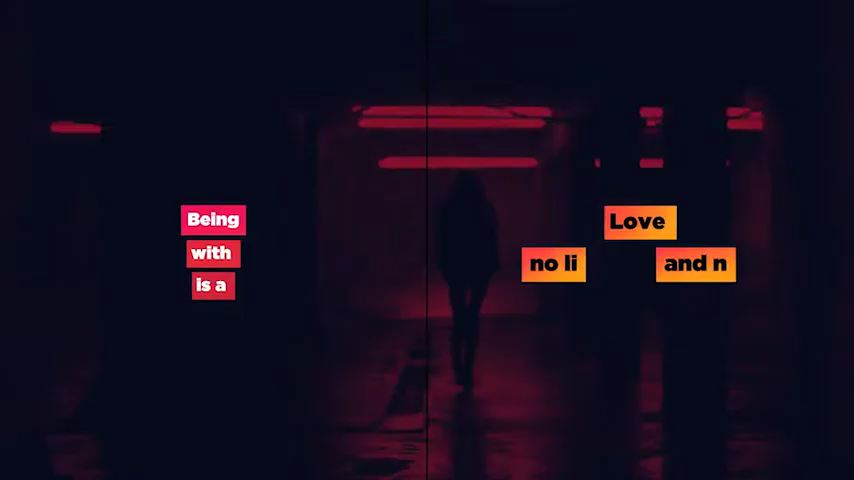 Being
with
is a
Love
no li
and n